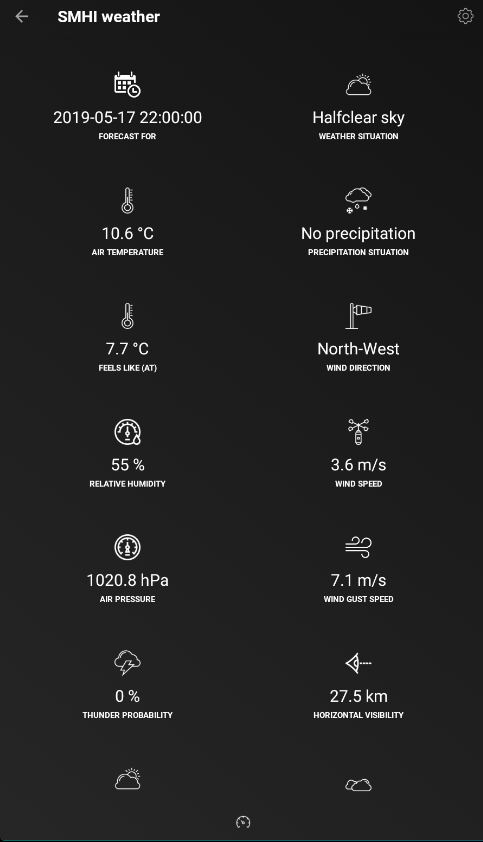 SMHI weather
2019-05-17 22:00:00
FORECAST FOR
Halfclear sky
WEATHER SITUATION
10.6 °C
AIR TEMPERATURE
No precipitation
PRECIPITATION SITUATION
7.7 °C
FEELS LIKE (AT)
North-West
WIND DIRECTION
55 %
RELATIVE HUMIDITY
3.6 m/s
WIND SPEED
1020.8 hPa
AIR PRESSURE
7.1 m/s
WIND GUST SPEED
0 %
THUNDER PROBABILITY
27.5 km
HORIZONTAL VISIBILITY